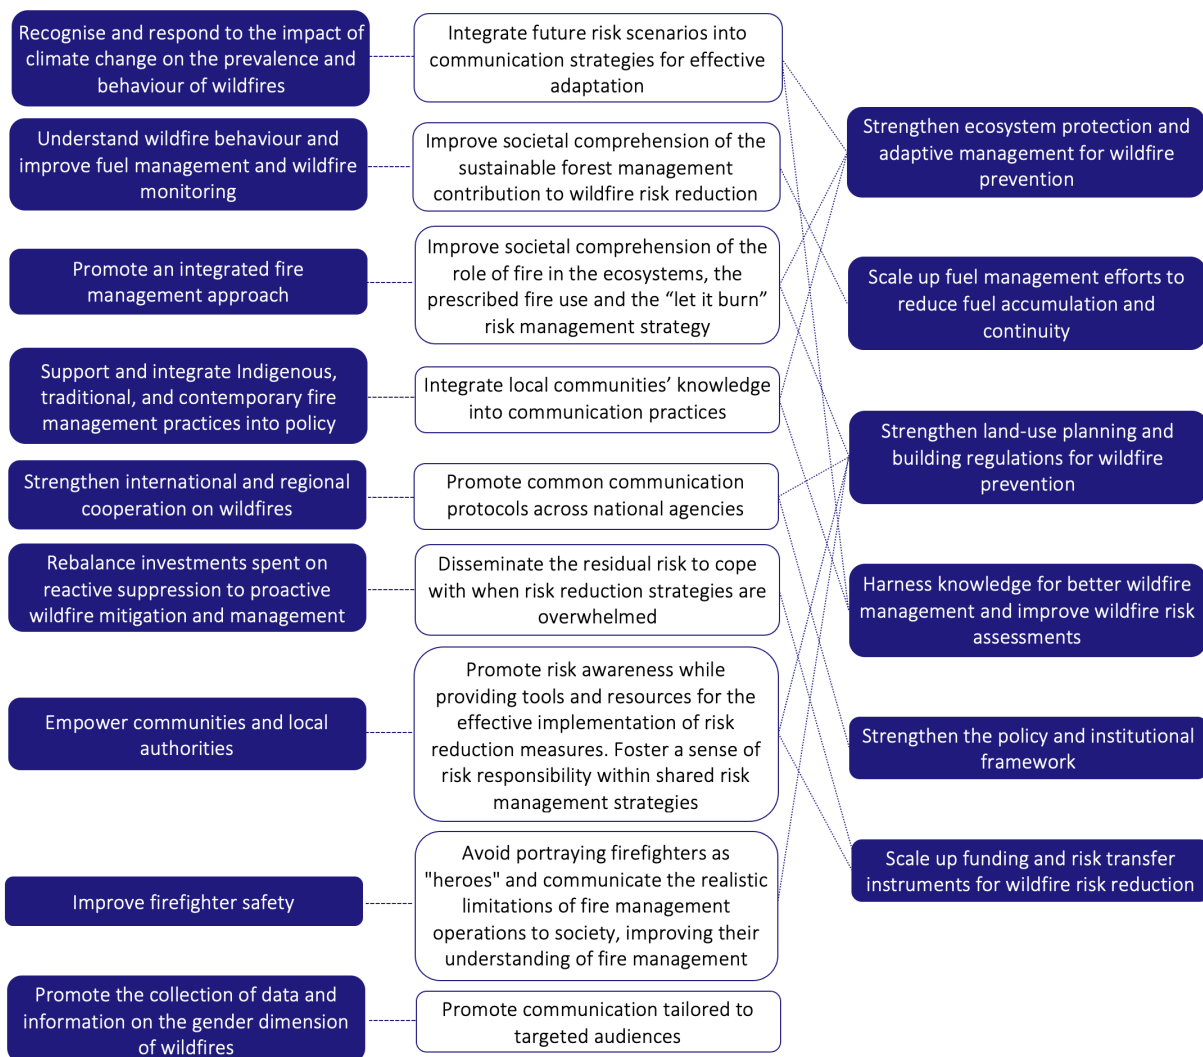 Recognise and respond to the impact of
climate change on the prevalence and
behaviour of wildfires
Integrate future risk scenarios into
communication strategies for effective
adaptation
Understand wildfire behaviour and
improve fuel management and wildfire
monitoring
Improve societal comprehension of the
sustainable forest management
contribution to wildfire risk reduction
Promote an integrated fire
management approach
Improve societal comprehension of the
role of fire in the ecosystems, the
prescribed fire use and the “let it burn”
risk management strategy
Support and integrate Indigenous,
traditional, and contemporary fire
management practices into policy
Integrate local communities’ knowledge
into communication practices
Strengthen international and regional
cooperation on wildfires
Promote common communication
protocols across national agencies
Rebalance investments spent on
reactive suppression to proactive
wildfire mitigation and management
Disseminate the residual risk to cope
with when risk reduction strategies are
overwhelmed
Empower communities and local
authorities
Promote risk awareness while
providing tools and resources for the
effective implementation of risk
reduction measures. Foster a sense of
risk responsibility within shared risk
management strategies
Improve firefighter safety
Avoid portraying firefighters as
"heroes" and communicate the realistic
limitations of fire management
operations to society, improving their
understanding of fire management
Promote the collection of data and
information on the gender dimension
of wildfires
Promote communication tailored to
targeted audiences
Strengthen ecosystem protection and
adaptive management for wildfire
prevention
Scale up fuel management efforts to
reduce fuel accumulation and
continuity
Strengthen land-use planning and
building regulations for wildfire
prevention
Harness knowledge for better wildfire
management and improve wildfire risk
assessments
Strengthen the policy and institutional
framework
Scale up funding and risk transfer
instruments for wildfire risk reduction